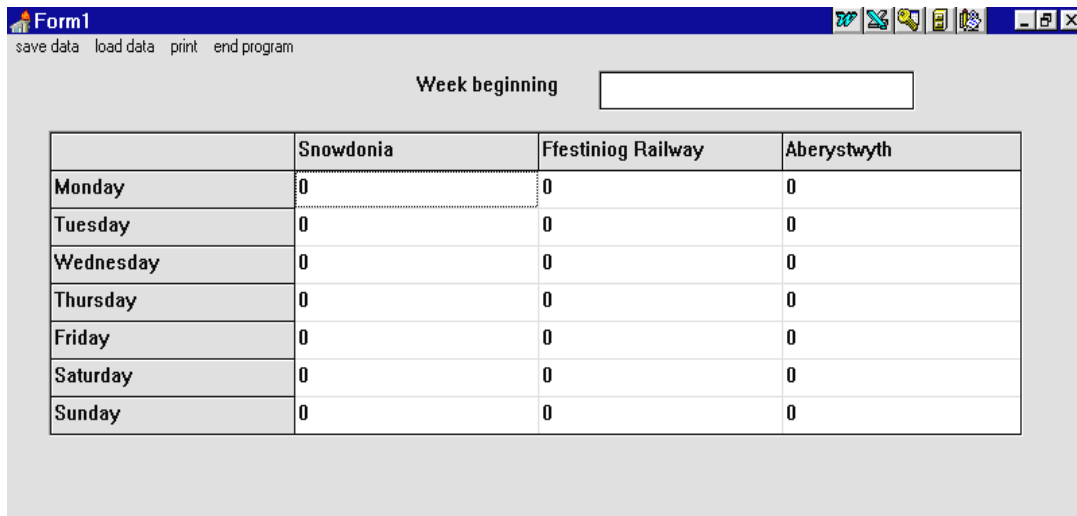 Form1
save data load data print end program
Week beginning
Snowdonia Ffestiniog Railway Aberystwyth
Monday 0 0 0
Tuesday 0 0 0
Wednesday 0 0 0
Thursday 0 0 0
Friday 0 0 0
Saturday 0 0 0
Sunday 0 0 0